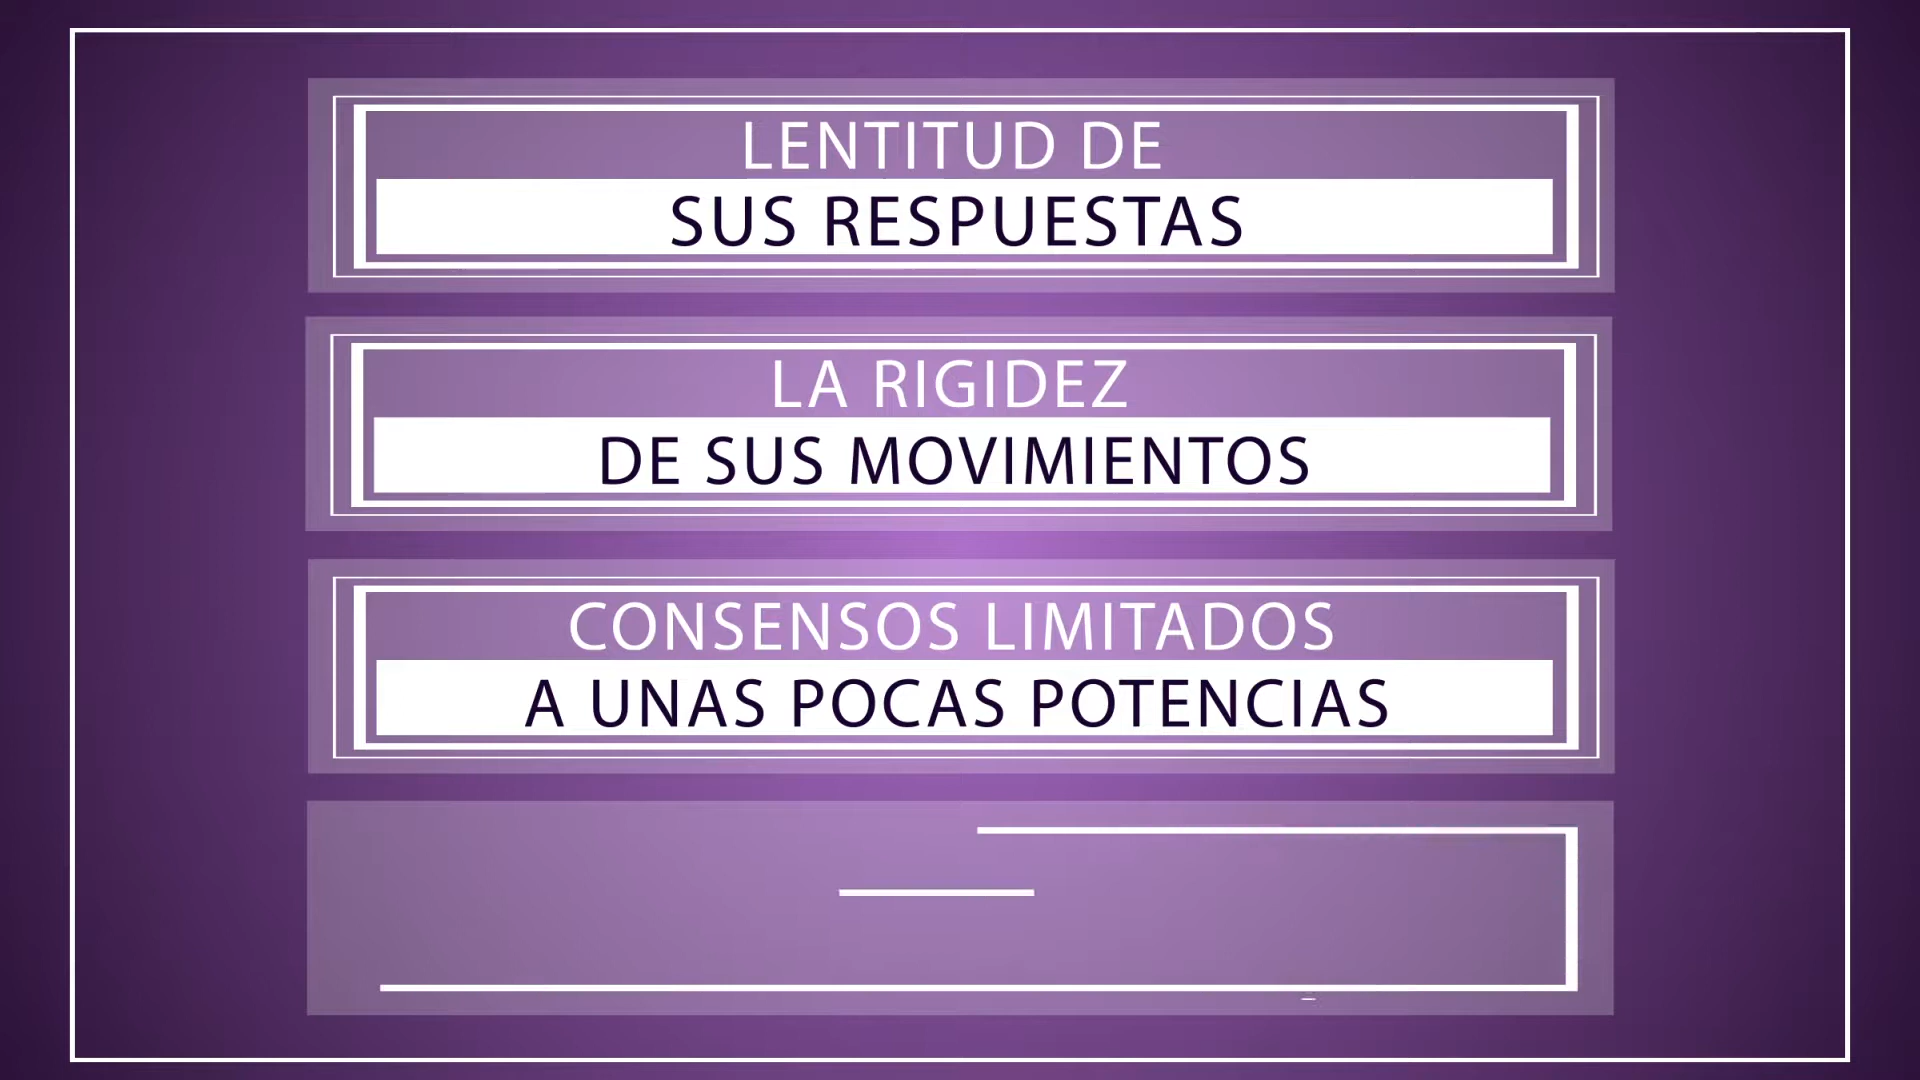 LENTITUD DE
SUS RESPUESTAS
LA RIGIDEZ
DE SUS MOVIMIENTOS
CONSENSOS LIMITADOS
A UNAS POCAS POTENCIAS